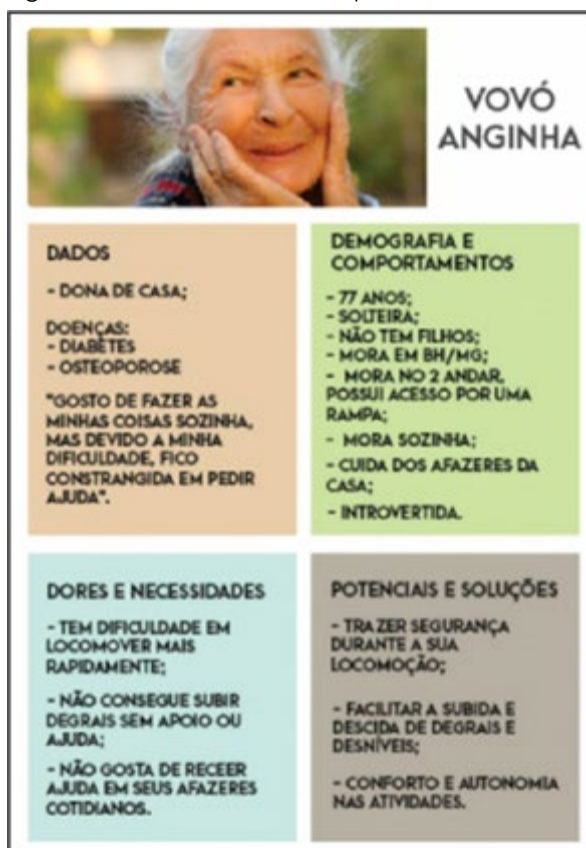 VOVÓ
ANGINHA
DADOS
- DONA DE CASA;
DOENÇAS:
- DIABETES
- OSTEOPOROSE
"GOSTO DE FAZER AS
MINHAS COISAS SOZINHA,
MAS DEVIDO A MINHA
DIFICULDADE, FICO
CONSTRANGIDA EM PEDIR
AJUDA".
DEMOGRAFIA E
COMPORTAMENTOS
- 77 ANOS;
- SOLTEIRA;
- NÃO TEM FILHOS;
- MORA EM BH/MG;
- MORA NO 2 ANDAR,
POSSUI ACESSO POR UMA
RAMPA;
- MORA SOZINHA;
- CUIDA DOS AFAZERES DA
CASA;
- INTROVERTIDA.
DORES E NECESSIDADES
- TEM DIFICULDADE EM
LOCOMOVER MAIS
RAPIDAMENTE;
- NÃO CONSEGUE SUBIR
DEGRAIS SEM APOIO OU
AJUDA;
- NÃO GOSTA DE RECEER
AJUDA EM SEUS AFAZERES
COTIDIANOS.
POTENCIAIS E SOLUÇÕES
- TRAZER SEGURANÇA
DURANTE A SUA
LOCOMOÇÃO;
- FACILITAR A SUBIDA E
DESCIDA DE DEGRAIS E
DESNÍVEIS;
- CONFORTO E AUTONOMIA
NAS ATIVIDADES.